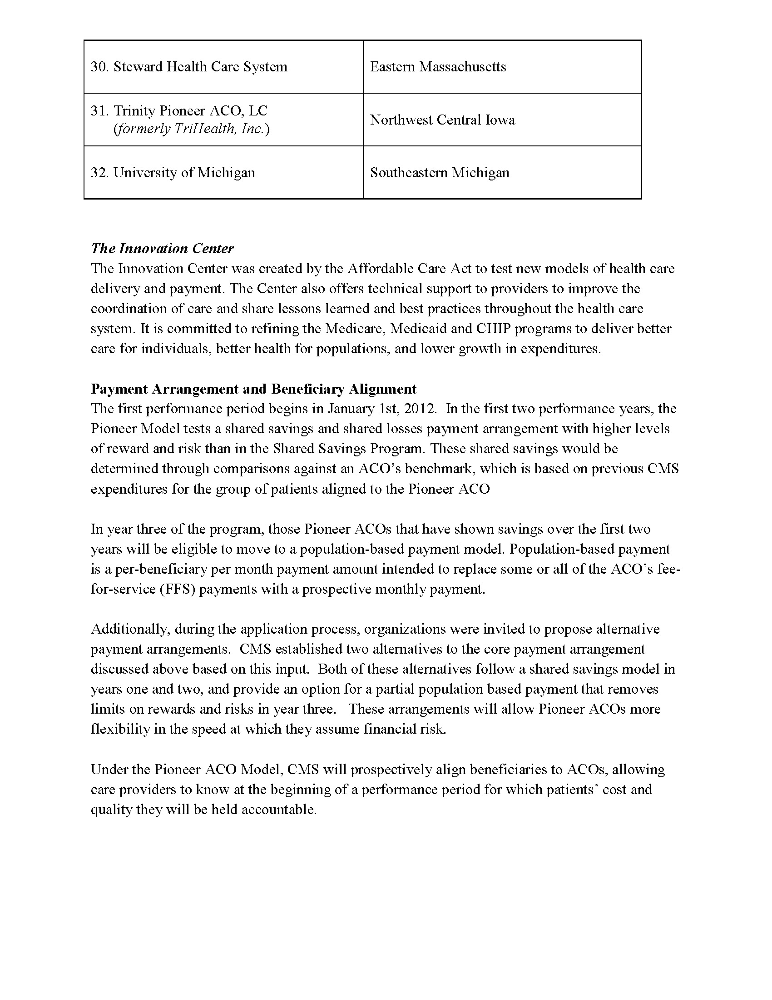 30. Steward Health Care System
Eastern Massachusetts
31. Trinity Pioneer ACO, LC
(formerly TriHealth, Inc.)
Northwest Central Iowa
32. University of Michigan
Southeastern Michigan
The Innovation Center
The Innovation Center was created by the Affordable Care Act to test new models of health care
delivery and payment. The Center also offers technical support to providers to improve the
coordination of care and share lessons learned and best practices throughout the health care
system. It is committed to refining the Medicare, Medicaid and CHIP programs to deliver better
care for individuals, better health for populations, and lower growth in expenditures.
Payment Arrangement and Beneficiary Alignment
The first performance period begins in January 1st, 2012.  In the first two performance years, the
Pioneer Model tests a shared savings and shared losses payment arrangement with higher levels
of reward and risk than in the Shared Savings Program. These shared savings would be
determined through comparisons against an ACO’s benchmark, which is based on previous CMS
expenditures for the group of patients aligned to the Pioneer ACO
In year three of the program, those Pioneer ACOs that have shown savings over the first two
years will be eligible to move to a population-based payment model. Population-based payment
is a per-beneficiary per month payment amount intended to replace some or all of the ACO’s fee-
for-service (FFS) payments with a prospective monthly payment.
Additionally, during the application process, organizations were invited to propose alternative
payment arrangements.  CMS established two alternatives to the core payment arrangement
discussed above based on this input.  Both of these alternatives follow a shared savings model in
years one and two, and provide an option for a partial population based payment that removes
limits on rewards and risks in year three.   These arrangements will allow Pioneer ACOs more
flexibility in the speed at which they assume financial risk.
Under the Pioneer ACO Model, CMS will prospectively align beneficiaries to ACOs, allowing
care providers to know at the beginning of a performance period for which patients’ cost and
quality they will be held accountable.